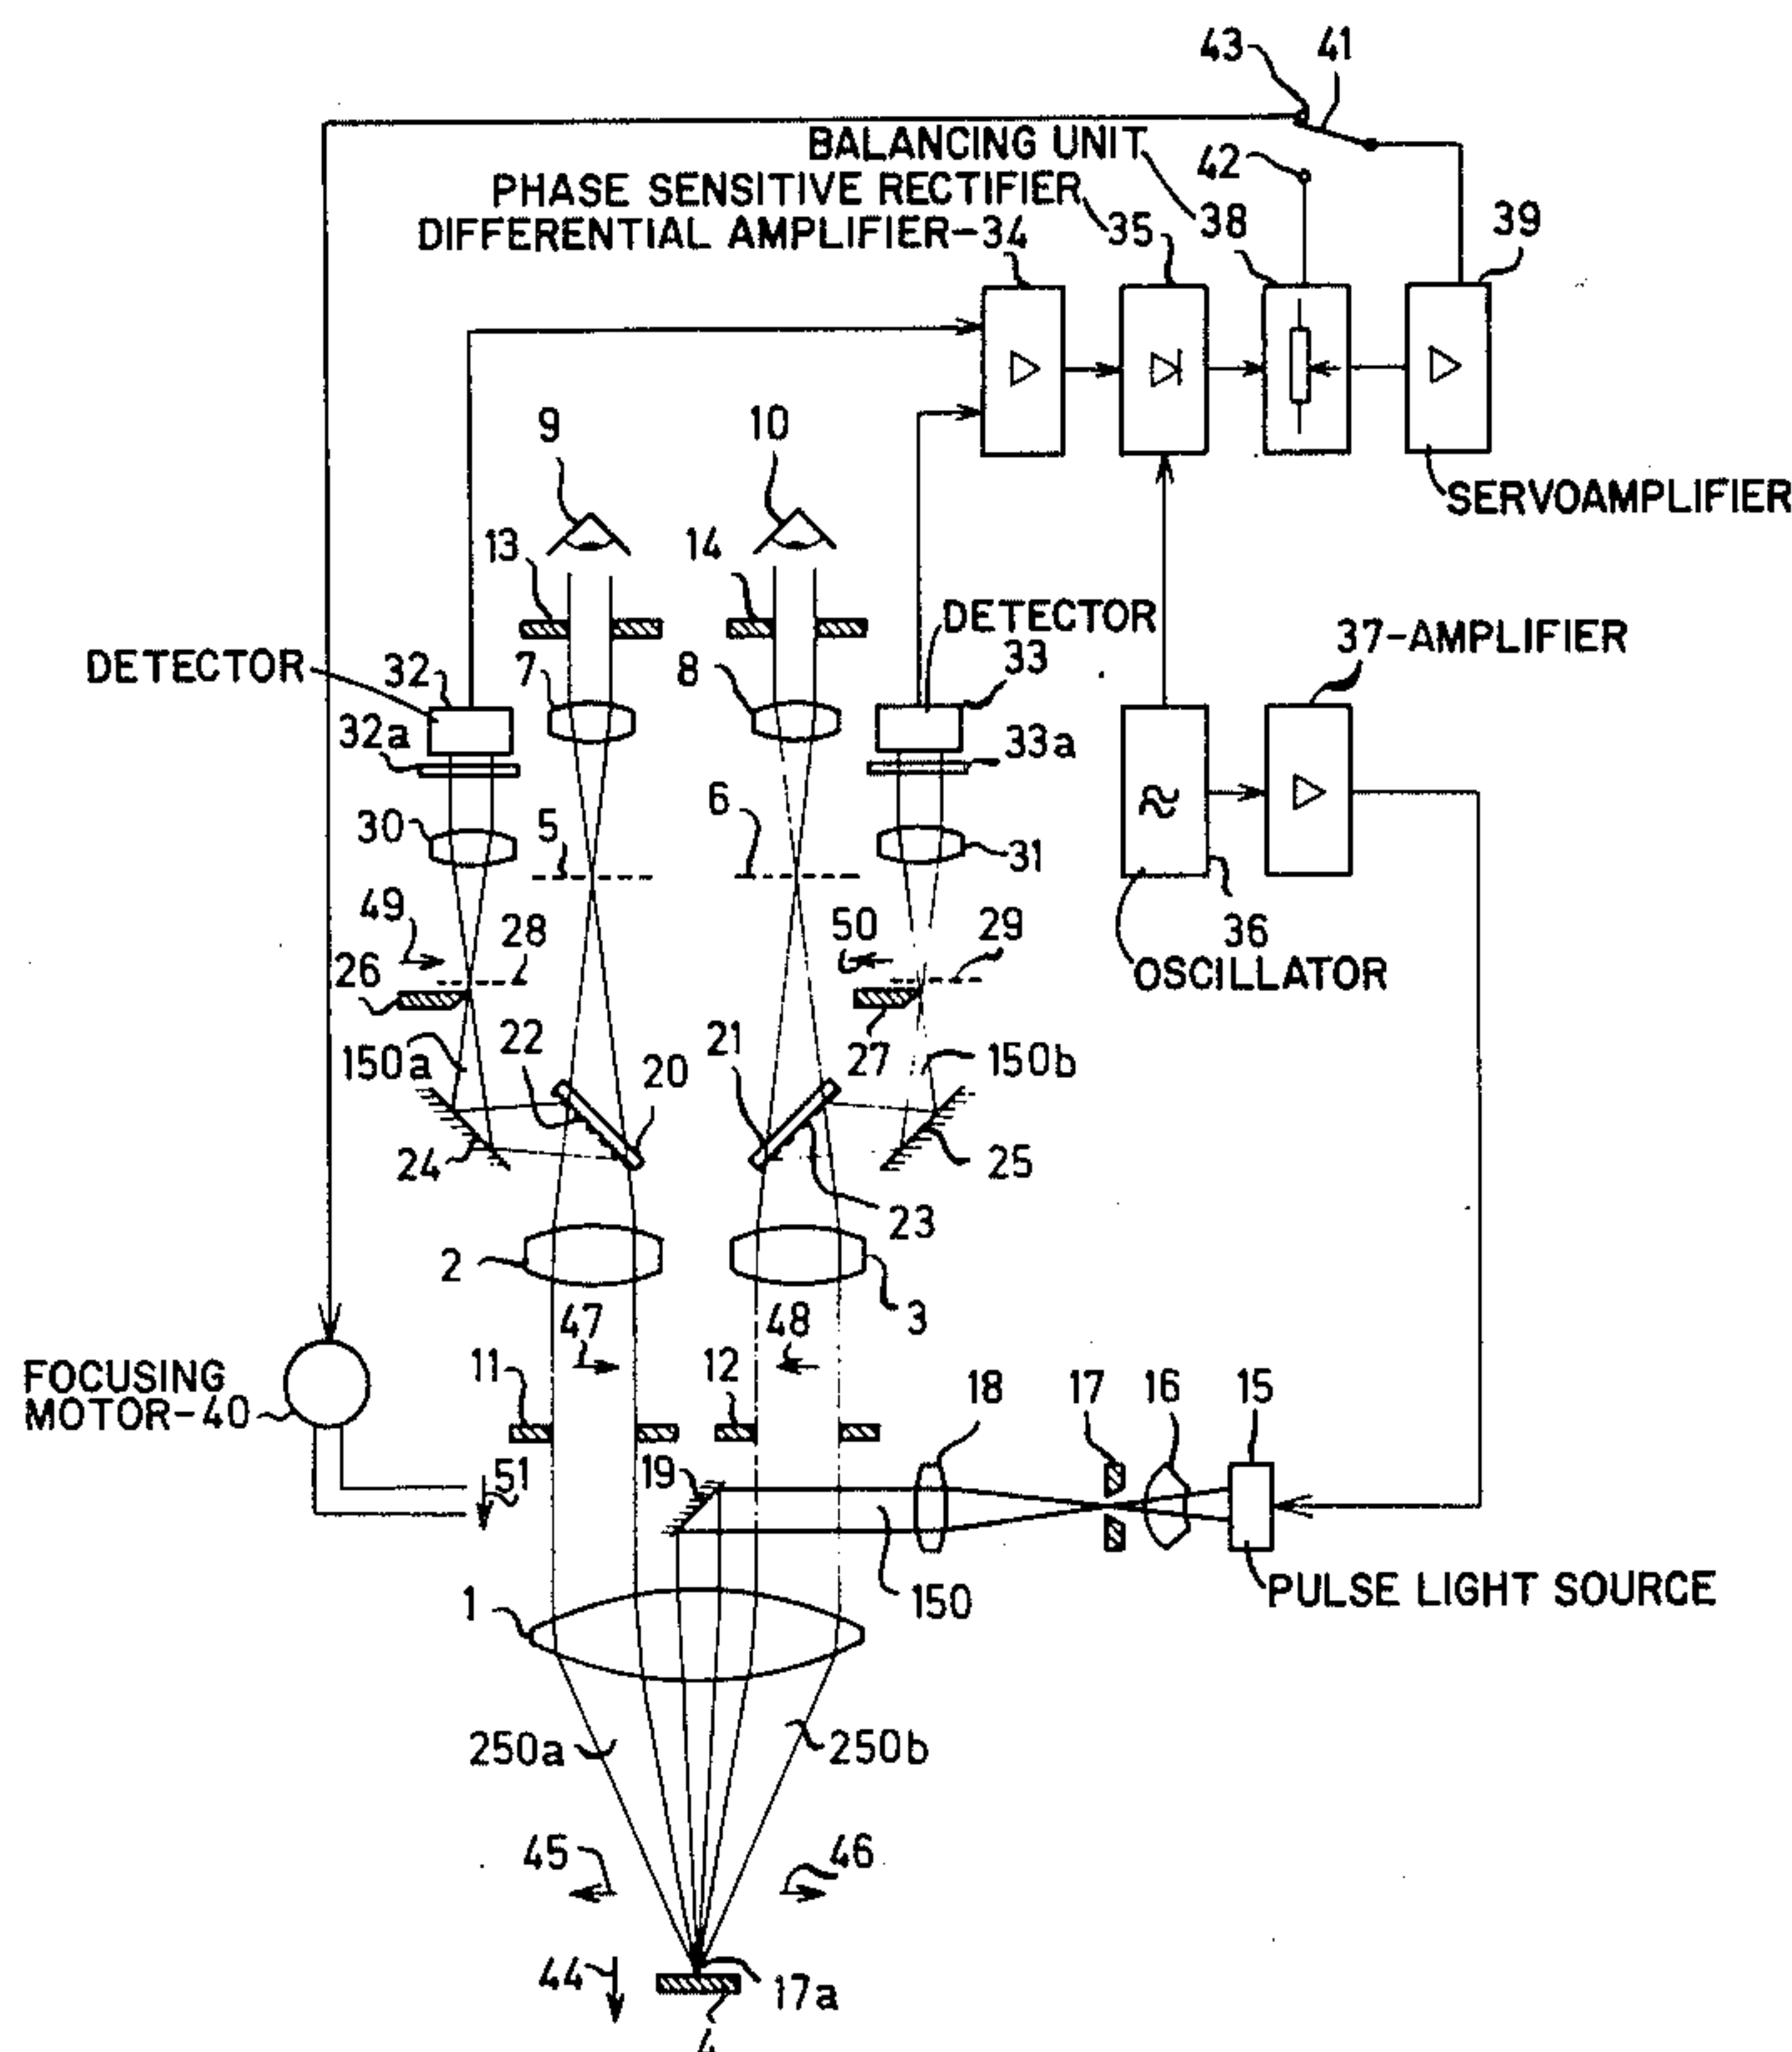 43 41
BALANCING UNIT
42
PHASE SENSITIVE RECTIFIER
DIFFERENTIAL AMPLIFIER-34 35 38 39
9 10
SERVOAMPLIFIER
13 14
DETECTOR
37-AMPLIFIER
DETECTOR 32 7 8 33
32a 33a
30 5 6 31
49 28 50 29 36
26 OSCILLATOR
150a 22 20 21 27 150b
24 25
23
2 3
47 48
FOCUSING
MOTOR-40
11 12 18 17 16 15
51 19
1 150 PULSE LIGHT SOURCE
250a 250b
45 46
44 17a
4